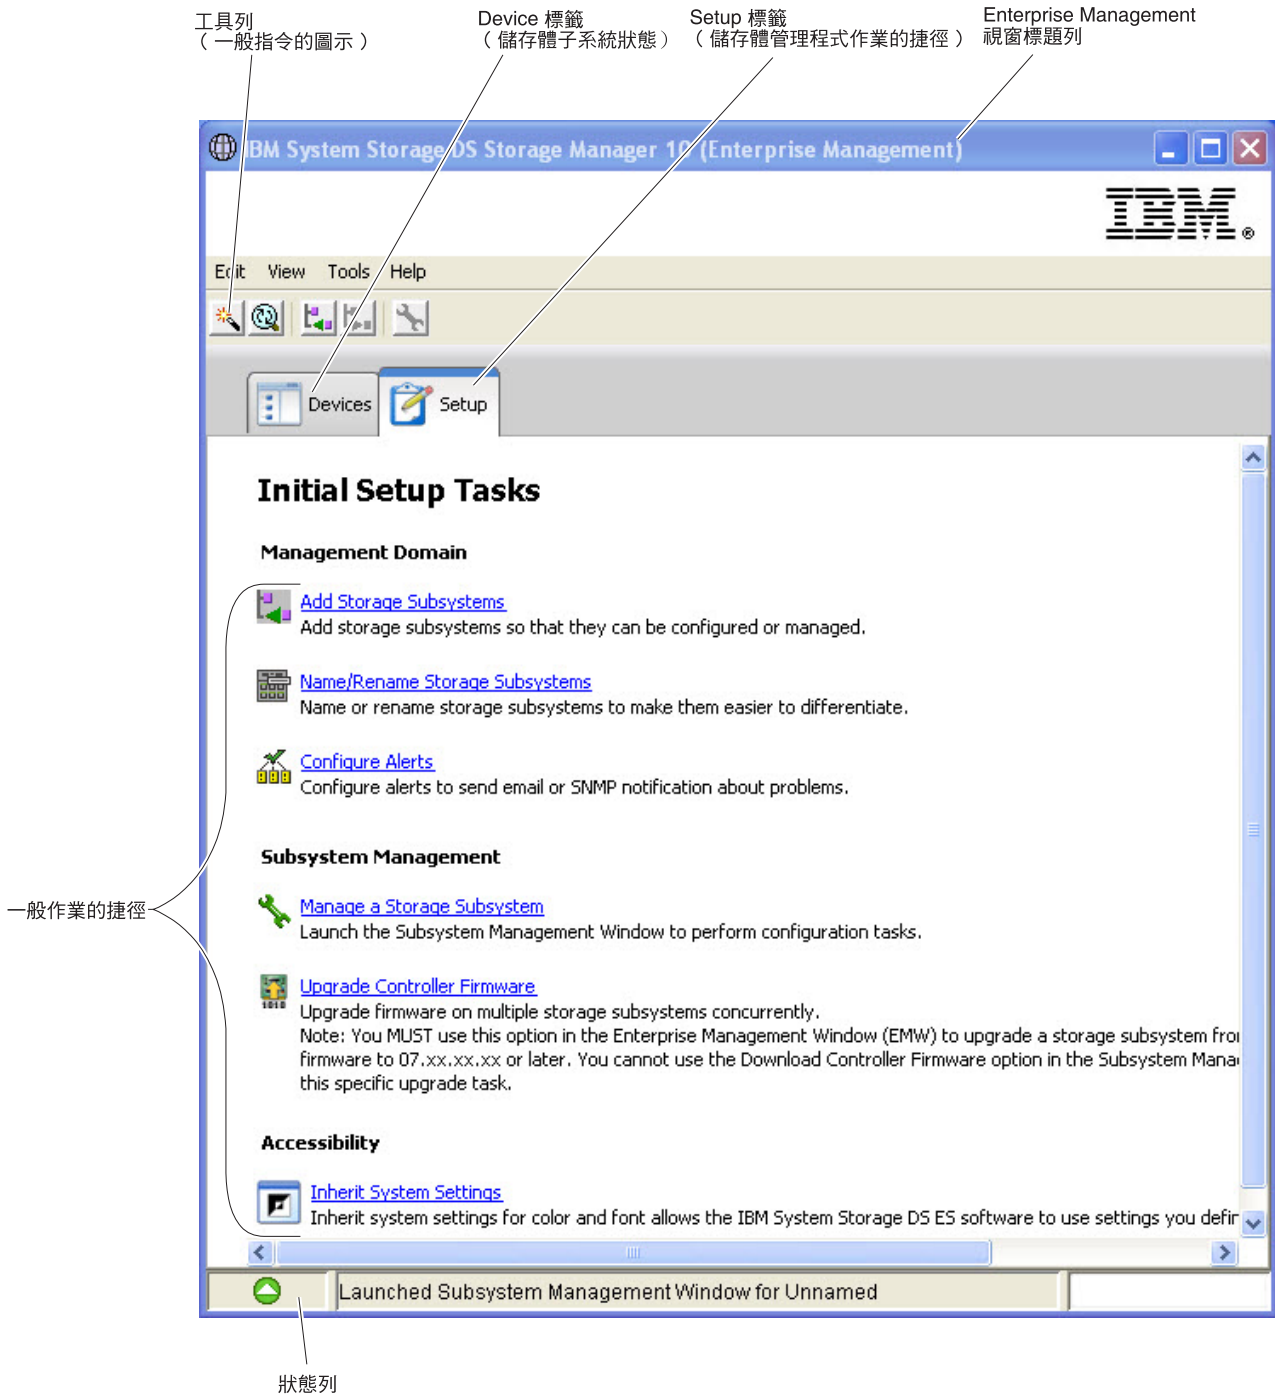 工具列
（一般指令的圖示）
Device 標籤
（儲存體子系統狀態）
Setup 標籤
（儲存體管理程式作業的捷徑）
Enterprise Management
視窗標題列
IBM System Storage DS Storage Manager 10 (Enterprise Management)
IBM®
Edit View Tools Help
Devices
Setup
Initial Setup Tasks
Management Domain
Add Storage Subsystems
Add storage subsystems so that they can be configured or managed.
Name/Rename Storage Subsystems
Name or rename storage subsystems to make them easier to differentiate.
Configure Alerts
Configure alerts to send email or SNMP notification about problems.
Subsystem Management
一般作業的捷徑
Manage a Storage Subsystem
Launch the Subsystem Management Window to perform configuration tasks.
1010
Upgrade Controller Firmware
Upgrade firmware on multiple storage subsystems concurrently.
Note: You MUST use this option in the Enterprise Management Window (EMW) to upgrade a storage subsystem fro
firmware to 07.xx.xx.xx or later. You cannot use the Download Controller Firmware option in the Subsystem Mana
this specific upgrade task.
Accessibility
Inherit System Settings
Inherit system settings for color and font allows the IBM System Storage DS ES software to use settings you defin
Launched Subsystem Management Window for Unnamed
狀態列